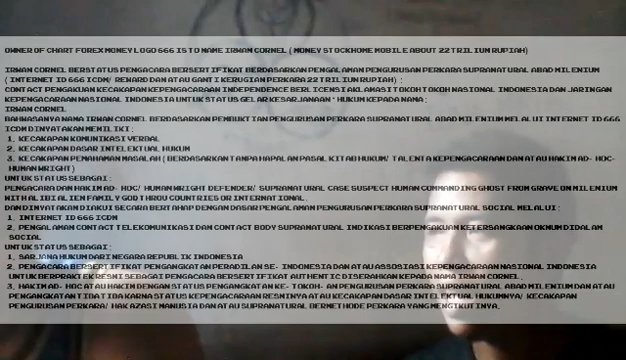 OWNER OF CHART FOREX MONEY LOGO 666 IS TO NAME IRWAN CORNEL ( MONEY STOCKHOME MOBILE ABOUT 22 TRILIUM RUPIAH)
IRWAN CORNEL BERSTATUS PENGACARA BERSERTIFIKAT BERDASARKAN PENGALAMAN PENGURUSAN PERKARA SUPRANATURAL ABAD MILENIUM
( INTERNET ID 666 ICDM/ REWARD DAN ATAU GANTI KERUGIAN PERKARA 22 TRILIUN RUPIAH) :
CONTACT PENGAKUAN KECAKAPAN KEPENGACARAAN INDEPENDENCE BERLICENSI AKLAMASI TOKOH TOKOH NASIONAL INDONESIA DAN JARINGAN
KEPENGACARAAN NASIONAL INDONESIA UNTUK STATUS GELAR KESARJANAAN * HUKUM KEPADA NAMA :
IRWAN CORNEL
BAHWASANYA NAMA IRWAN CORNEL BERDASARKAN PEMBUKTIAN PENGURUSAN PERKARA SUPRANATURAL ABAD MILENIUM MELALUI INTERNET ID 666
ICDM DINYATAKAN MEMILIKI :
1. KECAKAPAN KOMUNIKASI VERBAL
2. KECAKAPAN DASAR INTELEKTUAL HUKUM
3. KECAKAPAN PEMAHAMAN MASALAH ( BERDASARKAN TANPA HAPALAN PASAL KITAB HUKUM/ TALENTA KEPENGACARAAN DAN ATAU HAKIM AD- HOC-
HUMAN WRIGHT)
UNTUK STATUS SEBAGAI :
PENGACARA DAN HAKIM AD- HOC/ HUMAN WRIGHT DEFENDER/ SUPRANATURAL CASE SUSPECT HUMAN COMMANDING GHOST FROM GRAVE ON MILENIUM
WITH ALIBI ALIEN FAMILY GOD THROU COUNTRIES OR INTERNATIONAL.
DAN DINYATAKAN DIAKUI SECARA BERTAHAP DENGAN DASAR PENGALAMAN PENGURUSAN PERKARA SUPRANATURAL SOCIAL MELALUI :
1. INTERNET ID 666 ICDM
2. PENGALAMAN CONTACT TELEKOMUNIKASI DAN CONTACT BODY SUPRANATURAL INDIKASI BERPENGAKUAN KETERSANGKAAN OKNUM DIDALAM
SOCIAL
UNTUK STATUS SEBAGAI :
1. SARJANA HUKUM DARI NEGARA REPUBLIK INDONESIA
2. PENGACARA BERSERTIFIKAT PENGANGKATAN PERADILAN SE- INDONESIA DAN ATAU ASSOSIASI KEPENGACARAAN NASIONAL INDONESIA
UNTUK BERPRAKTEK RESMI SEBAGAI PENGACARA BERSERTIFIKAT AUTHENTIC DISERAHKAN KEPADA NAMA IRWAN CORNEL.
3. HAKIM AD- HOC ATAU HAKIM DENGAN STATUS PENGANGKATAN KE- TOKOH- AN PENGURUSAN PERKARA SUPRANATURAL ABAD MILENIUM DAN ATAU
PENGANGKATN TIBA TIBA KARNA STATUS KEPENGACARAAN RESMINYA ATAU KECAKAPAN DASAR INTELEKTUAL HUKUMNYA/ KECAKAPAN
PENGURUSAN PERKARA/ HAK AZASI MANUSIA DAN ATAU SUPRANATURAL BERMETHODE PERKARA YANG MENGIKUTINYA.